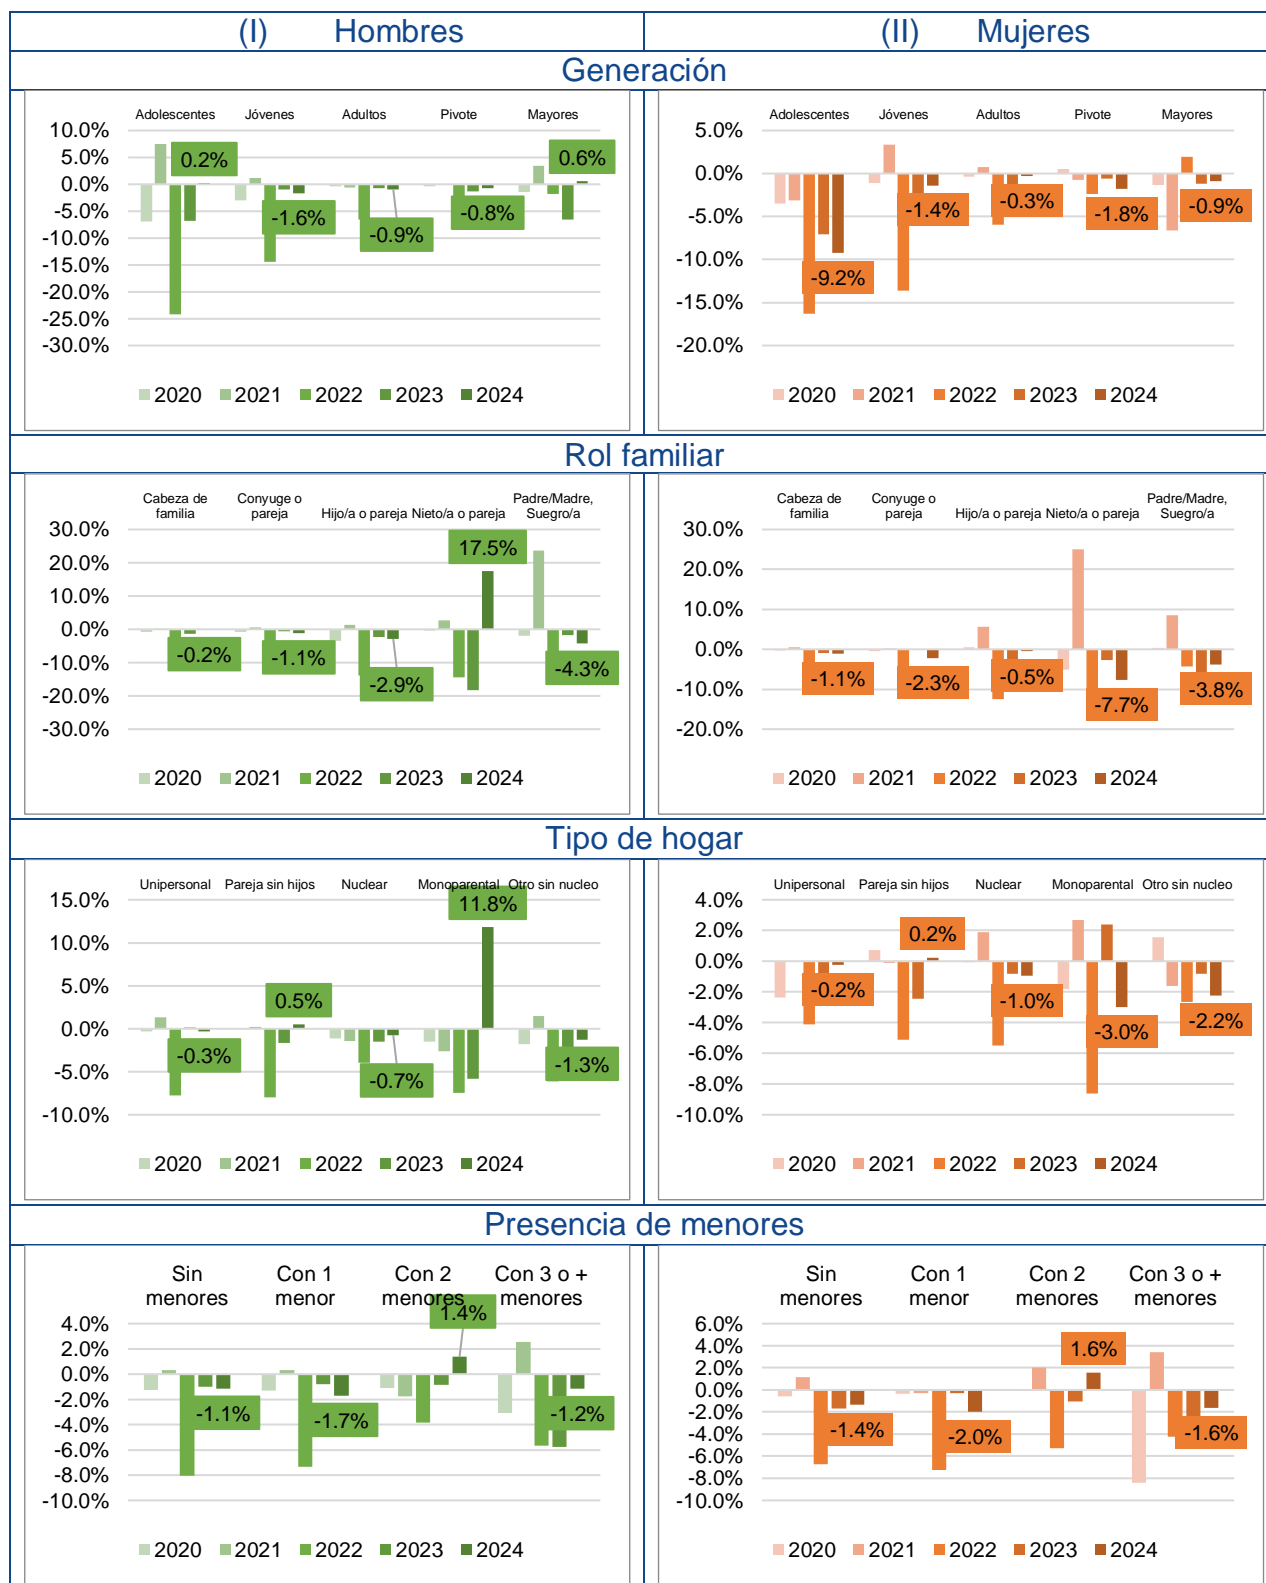 (I) Hombres
(II) Mujeres
Generación
Adolescentes Jóvenes Adultos Pivote Mayores
10.0%
5.0%
0.0%
-5.0%
-10.0%
-15.0%
-20.0%
-25.0%
-30.0%
0.2%
-1.6%
-0.9%
-0.8%
0.6%
2020 2021 2022 2023 2024
Adolescentes Jóvenes Adultos Pivote Mayores
5.0%
0.0%
-5.0%
-10.0%
-15.0%
-20.0%
-9.2%
-1.4%
-0.3%
-1.8%
-0.9%
2020 2021 2022 2023 2024
Rol familiar
Cabeza de familia
Conyuge o pareja
Hijo/a o pareja
Nieto/a o pareja
Padre/Madre, Suegro/a
30.0%
20.0%
10.0%
0.0%
-10.0%
-20.0%
-30.0%
-0.2%
-1.1%
-2.9%
17.5%
-4.3%
2020 2021 2022 2023 2024
Cabeza de familia
Conyuge o pareja
Hijo/a o pareja
Nieto/a o pareja
Padre/Madre, Suegro/a
30.0%
20.0%
10.0%
0.0%
-10.0%
-20.0%
-1.1%
-2.3%
-0.5%
-7.7%
-3.8%
2020 2021 2022 2023 2024
Tipo de hogar
Unipersonal Pareja sin hijos Nuclear Monoparental Otro sin nucleo
15.0%
10.0%
5.0%
0.0%
-5.0%
-10.0%
-0.3%
0.5%
-0.7%
11.8%
-1.3%
2020 2021 2022 2023 2024
Unipersonal Pareja sin hijos Nuclear Monoparental Otro sin nucleo
4.0%
2.0%
0.0%
-2.0%
-4.0%
-6.0%
-8.0%
-10.0%
-0.2%
0.2%
-1.0%
-3.0%
-2.2%
2020 2021 2022 2023 2024
Presencia de menores
Sin menores
Con 1 menor
Con 2 menores
Con 3 o + menores
4.0%
2.0%
0.0%
-2.0%
-4.0%
-6.0%
-8.0%
-10.0%
-1.1%
-1.7%
1.4%
-1.2%
2020 2021 2022 2023 2024
Sin menores
Con 1 menor
Con 2 menores
Con 3 o + menores
6.0%
4.0%
2.0%
0.0%
-2.0%
-4.0%
-6.0%
-8.0%
-10.0%
-1.4%
-2.0%
1.6%
-1.6%
2020 2021 2022 2023 2024